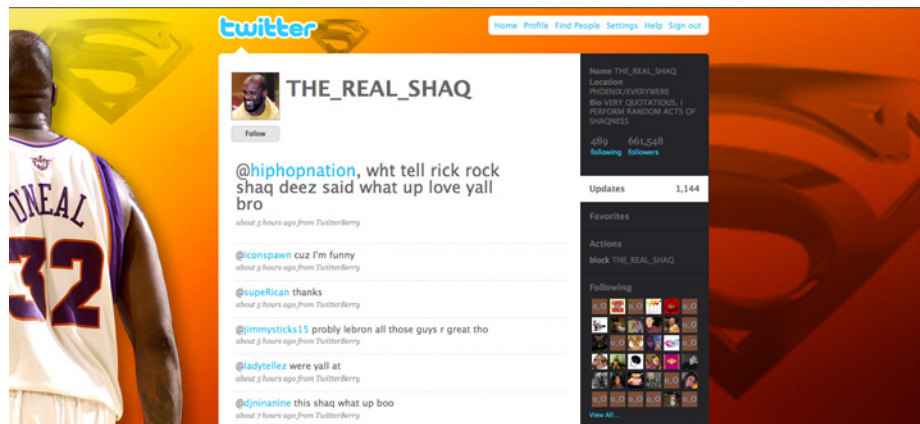 twitter
Home Profile Find People Settings Help Sign out
THE_REAL_SHAQ
Follow
@hiphopnation, wht tell rick rock
shaq deez said what up love yall
bro
about 5 hours ago from TwitterBerry
@iconspawn cuz I'm funny
about 5 hours ago from TwitterBerry
@supeRican thanks
about 5 hours ago from TwitterBerry
@jimmysticks15 probly lebron all those guys r great tho
about 5 hours ago from TwitterBerry
@ladytellez were yall at
about 5 hours ago from TwitterBerry
@djninanine this shaq what up boo
about 7 hours ago from TwitterBerry
Name THE_REAL_SHAQ
Location
PHOENIX/EVERYWERE
Bio VERY QUOTATIOUS, I
PERFORM RANDOM ACTS OF
SHAQNESS
489 661,548
following followers
Updates 1,144
Favorites
Actions
block THE_REAL_SHAQ
Following
View All...
O'NEAL
32